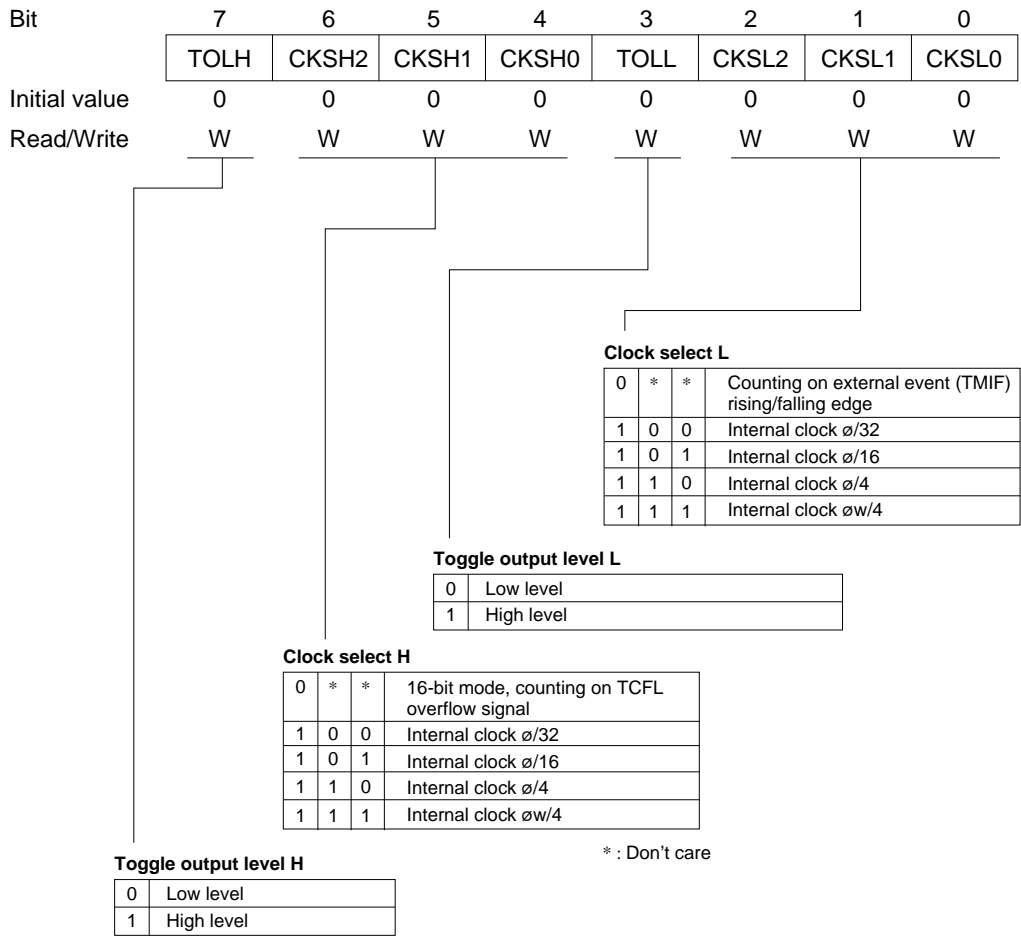 Bit 7 6 5 4 3 2 1 0
TOLH CKSH2 CKSH1 CKSH0 TOLL CKSL2 CKSL1 CKSL0
Initial value 0 0 0 0 0 0 0 0
Read/Write W W W W W W W W
Clock select L
0 * * Counting on external event (TMIF)
rising/falling edge
1 0 0 Internal clock ø/32
1 0 1 Internal clock ø/16
1 1 0 Internal clock ø/4
1 1 1 Internal clock øw/4
Toggle output level L
0 Low level
1 High level
Clock select H
0 * * 16-bit mode, counting on TCFL
overflow signal
1 0 0 Internal clock ø/32
1 0 1 Internal clock ø/16
1 1 0 Internal clock ø/4
1 1 1 Internal clock øw/4
* : Don't care
Toggle output level H
0 Low level
1 High level